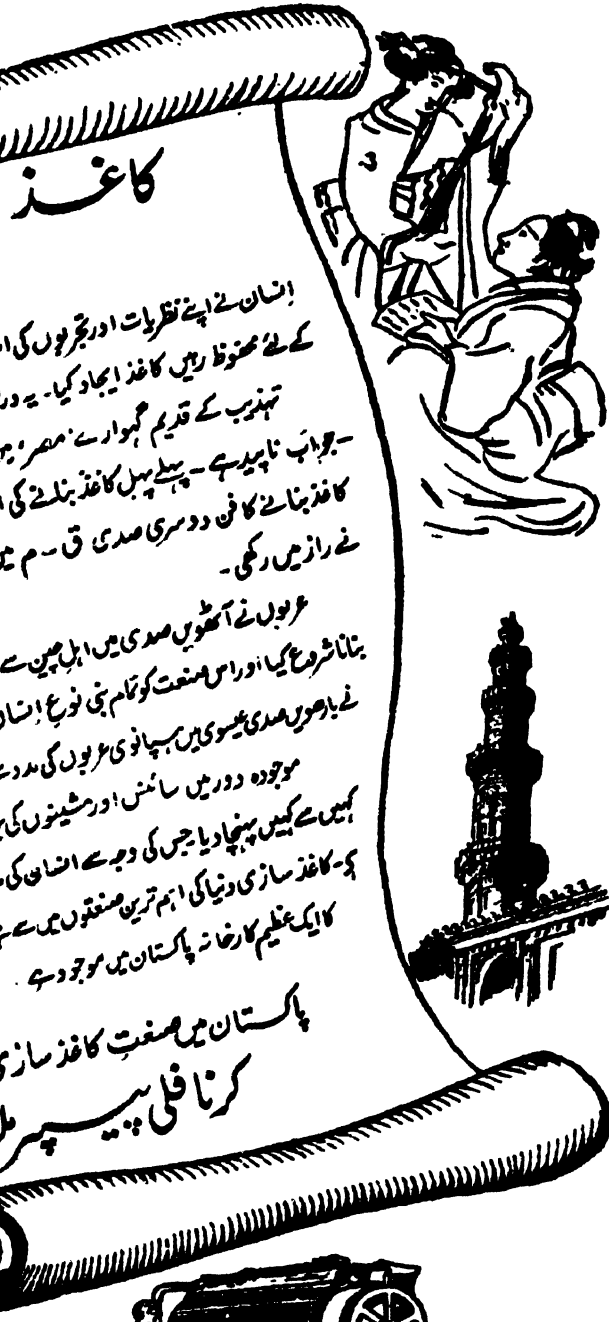 کاغذ
انسان نے اپنے نظریات اور تجربوں کی
کے لئے محفوظ رہیں کاغذ ایجاد کیا۔ یہ
تہذیب کے قدیم گہوارے مصر
۔جواَب ناپید ہے۔ پہلے پہل کاغذ بنانے کی
کاغذ بنانے کا فن دوسری صدی ق ۔ م
نے راز میں رکھی۔
عربوں نے آٹھویں صدی میں اہلِ چین سے
بنانا شروع کیا اور اس صنعت کو تمام بنی نوع اِنسان
نے بارھویں صدی عیسوی میں ہسپانوی عربوں کی مدد
موجودہ دور میں سائنس اور مشینوں کی
کہیں سے کہیں پہنچا دیا جس کی وجہ سے انسان کی
کاغذ سازی دنیا کی اہم ترین صنعتوں میں سے
کا ایک عظیم کارخانہ پاکستان میں موجود ہے۔
پاکستان میں صنعتِ کاغذ سازی
کرنافلی پیپر